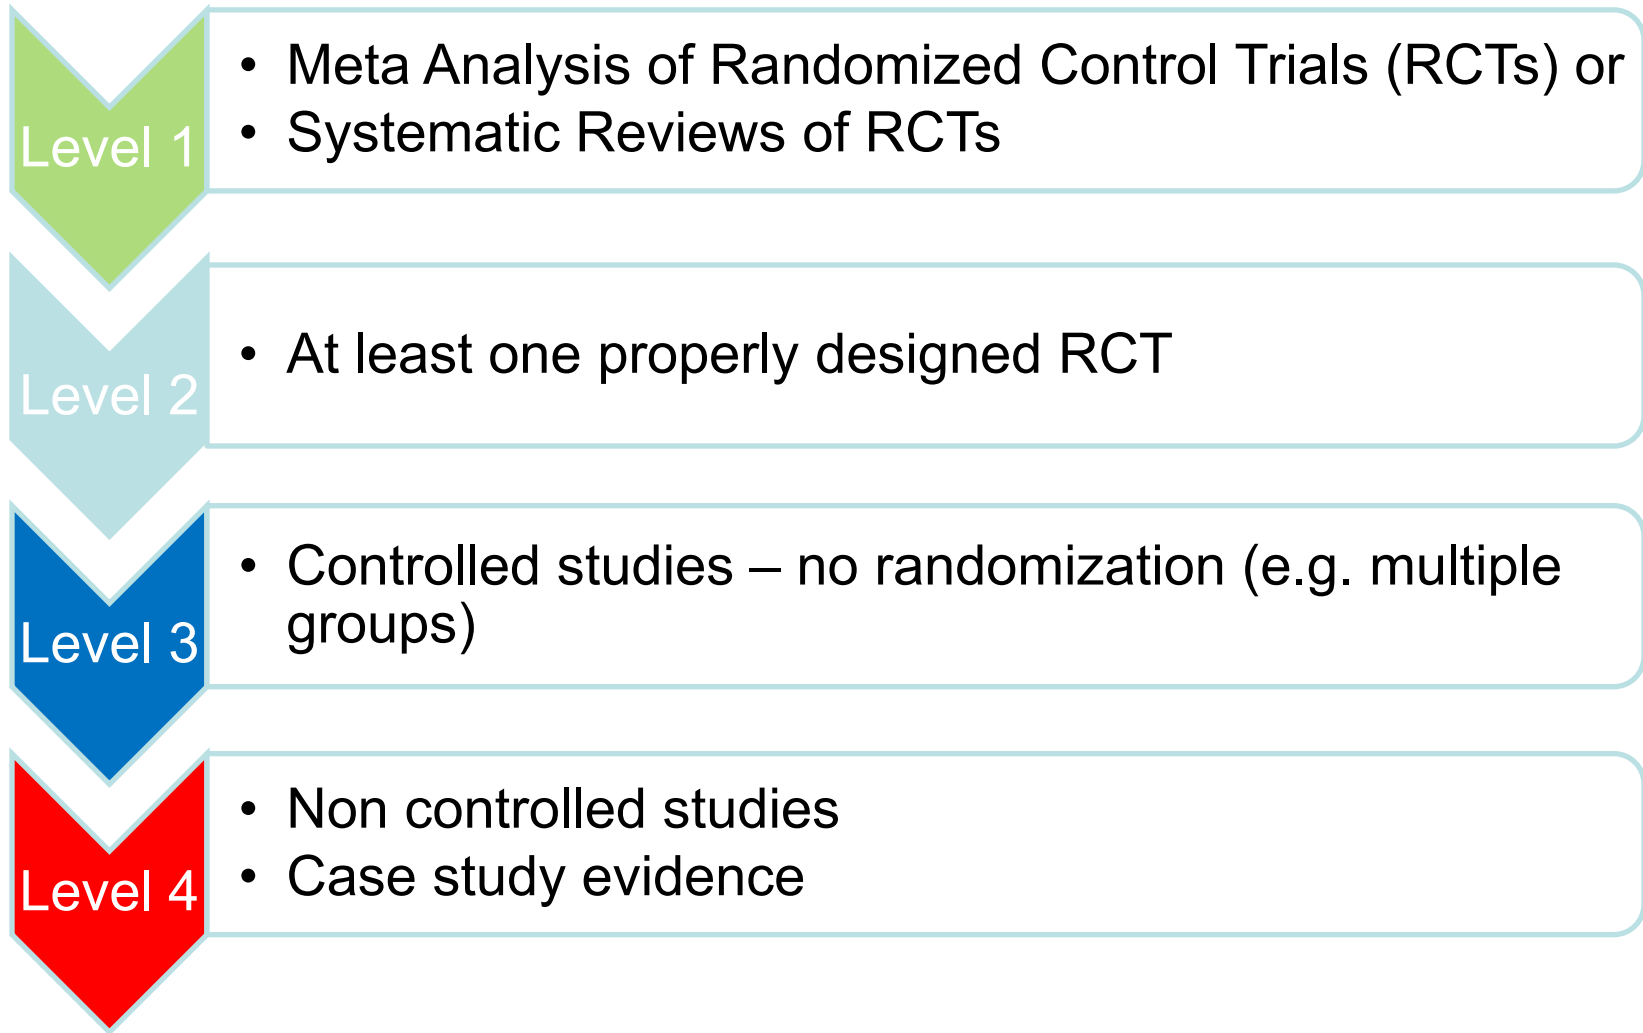 Level 1
• Meta Analysis of Randomized Control Trials (RCTs) or
• Systematic Reviews of RCTs
Level 2
• At least one properly designed RCT
Level 3
• Controlled studies – no randomization (e.g. multiple
groups)
Level 4
• Non controlled studies
• Case study evidence